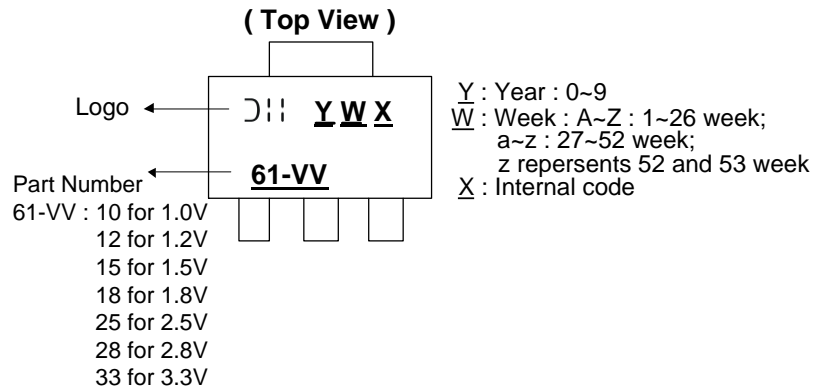 ( Top View )
Logo
Y W X
61-VV
Y : Year : 0~9
W : Week : A~Z : 1~26 week;
a~z : 27~52 week;
z repersents 52 and 53 week
X : Internal code
Part Number
61-VV : 10 for 1.0V
12 for 1.2V
15 for 1.5V
18 for 1.8V
25 for 2.5V
28 for 2.8V
33 for 3.3V